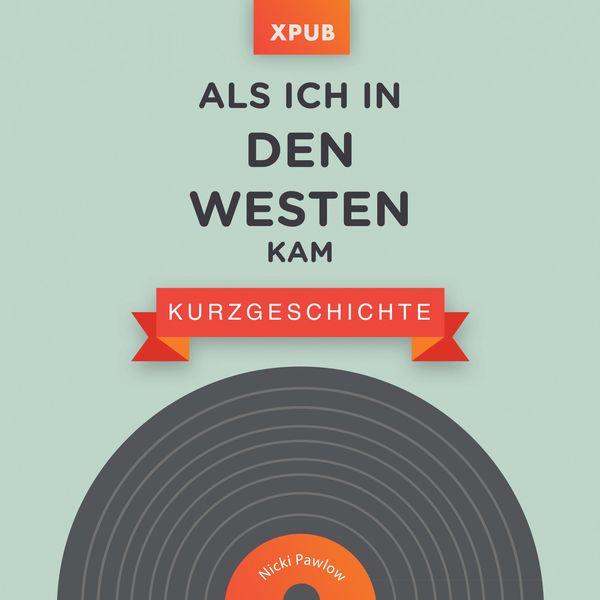 XPUB
ALS ICH IN
DEN
WESTEN
KAM
KURZGESCHICHTE
Nicki Pawlow